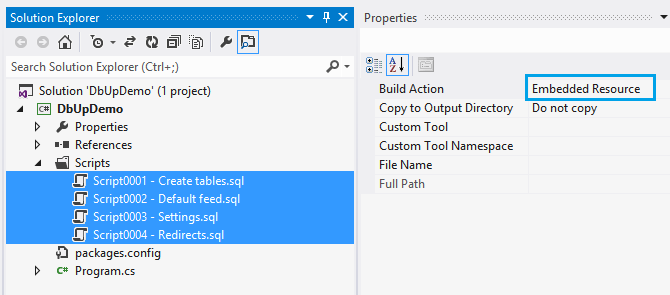 Solution Explorer
Search Solution Explorer (Ctrl+;)
Solution 'DbUpDemo' (1 project)
C# DbUpDemo
Properties
References
Scripts
Script0001 - Create tables.sql
Script0002 - Default feed.sql
Script0003 - Settings.sql
Script0004 - Redirects.sql
packages.config
C# Program.cs
Properties
Build Action Embedded Resource
Copy to Output Directory Do not copy
Custom Tool
Custom Tool Namespace
File Name
Full Path